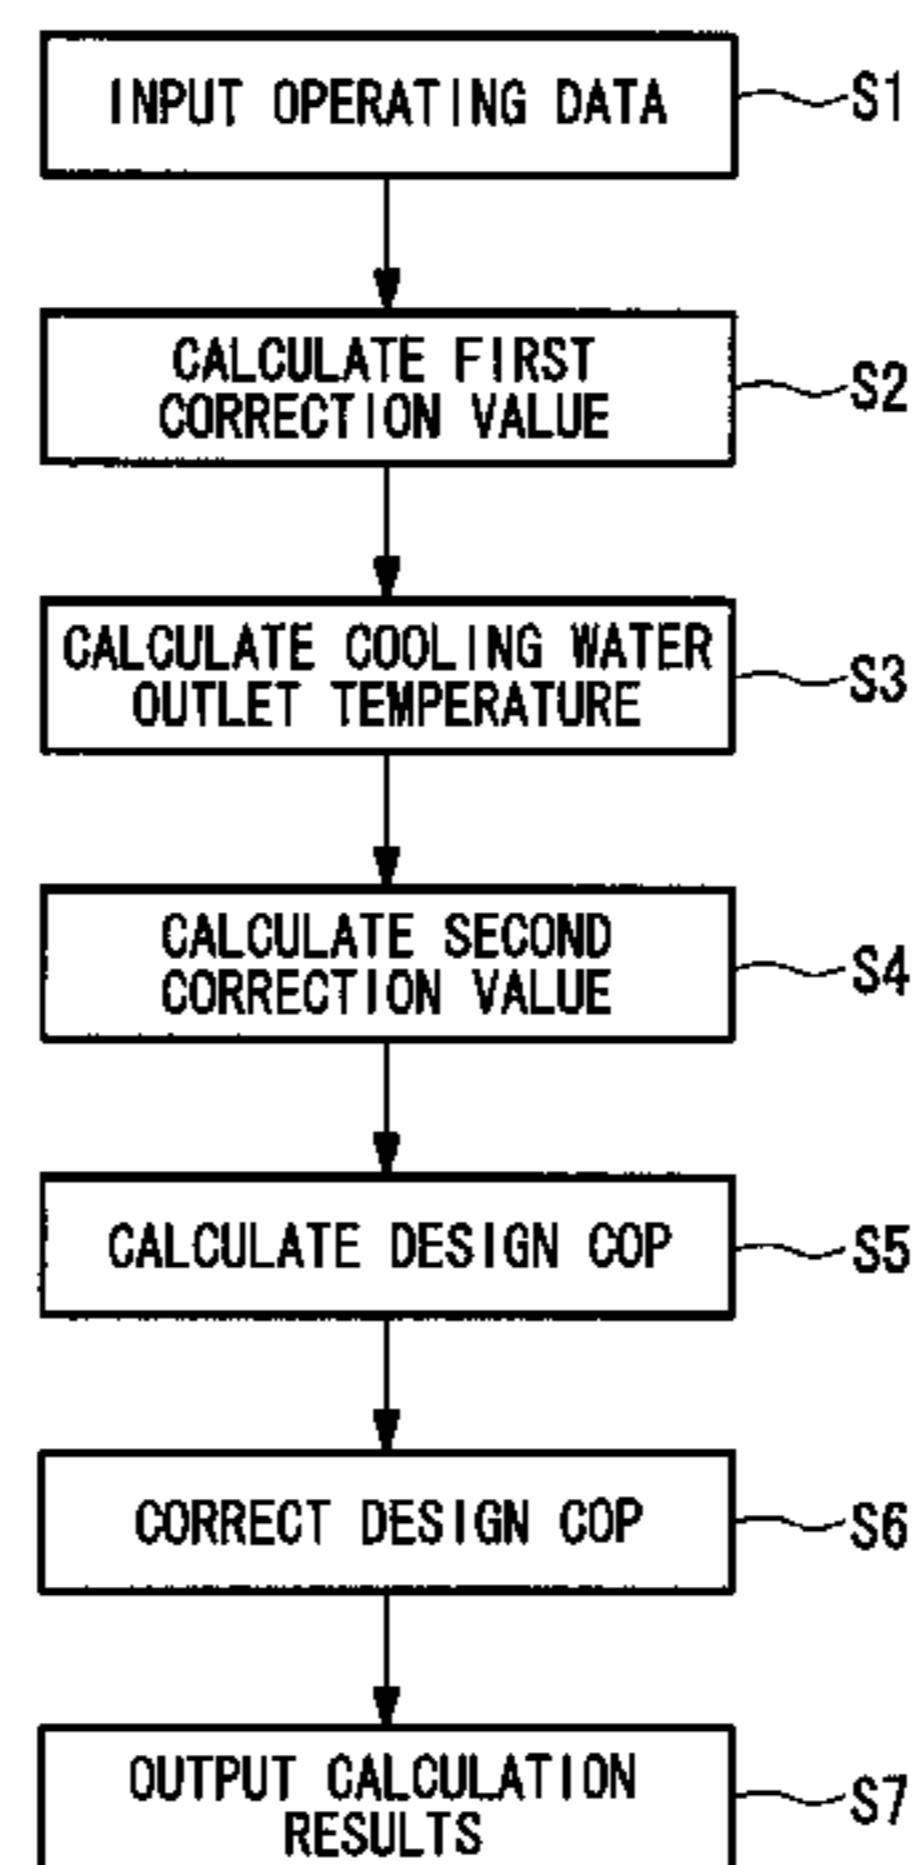 INPUT OPERATING DATA
S1
CALCULATE FIRST
CORRECTION VALUE
S2
CALCULATE COOLING WATER
OUTLET TEMPERATURE
S3
CALCULATE SECOND
CORRECTION VALUE
S4
CALCULATE DESIGN COP
S5
CORRECT DESIGN COP
S6
OUTPUT CALCULATION
RESULTS
S7